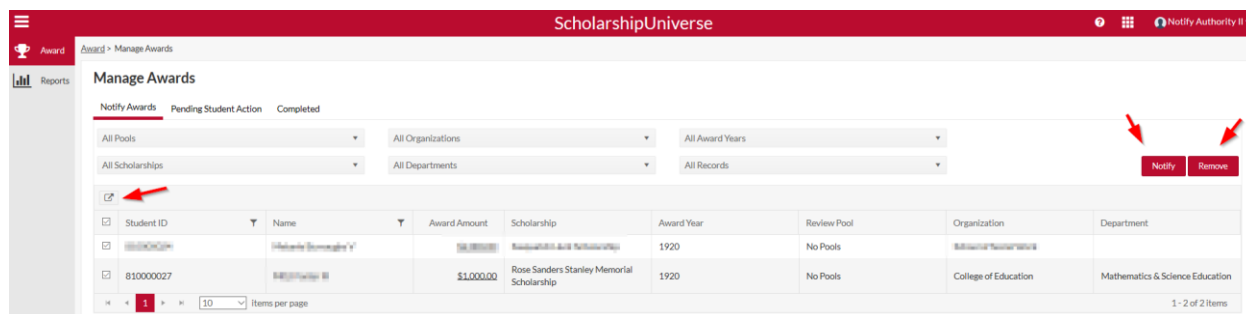 ScholarshipUniverse
Notify Authority II
Award
Award > Manage Awards
Reports
Manage Awards
Notify Awards Pending Student Action Completed
All Pools All Organizations All Award Years
All Scholarships All Departments All Records Notify Remove
Student ID Name Award Amount Scholarship Award Year Review Pool Organization Department
1920 No Pools
810000027 $1,000.00 Rose Sanders Stanley Memorial 1920 No Pools College of Education Mathematics & Science Education
Scholarship
1 10 Items per page 1 - 2 of 2 items